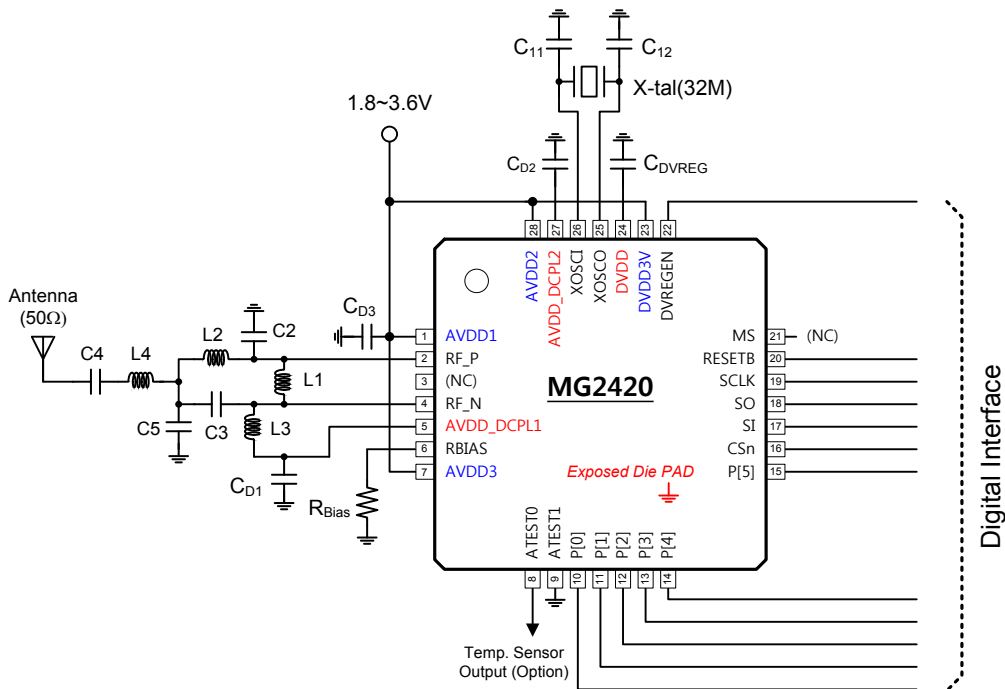 C11
C12
X-tal(32M)
1.8~3.6V
CD2
CDVREG
28
27
26
25
24
23
22
AVDD2
AVDD_DCPL2
XOSCI
XOSCO
DVDD
DVDD3V
DVREGEN
Antenna
(50Ω)
C4
L4
L2
C2
L1
C5
C3
L3
CD3
CD1
RBias
1 AVDD1
2 RF_P
3 (NC)
4 RF_N
5 AVDD_DCPL1
6 RBIAS
7 AVDD3
MG2420
Exposed Die PAD
MS 21 (NC)
RESETB 20
SCLK 19
SO 18
SI 17
CSn 16
P[5] 15
ATEST0
ATEST1
P[0]
P[1]
P[2]
P[3]
P[4]
8
9
10
11
12
13
14
Temp. Sensor
Output (Option)
Digital Interface